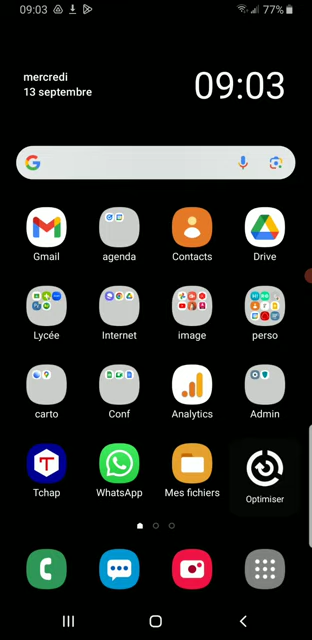 09:03
77%
mercredi
13 septembre
09:03
Gmail
agenda
Contacts
Drive
Lycée
Internet
image
perso
carto
Conf
Analytics
Admin
Tchap
WhatsApp
Mes fichiers
Optimiser